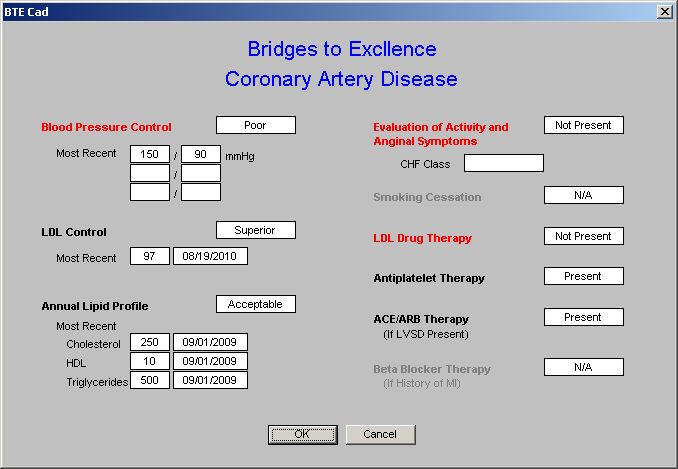 BTE Cad
Bridges to Excllence
Coronary Artery Disease
Blood Pressure Control Poor
Most Recent 150 / 90 mmHg
/
/
LDL Control Superior
Most Recent 97 08/19/2010
Annual Lipid Profile Acceptable
Most Recent
Cholesterol 250 09/01/2009
HDL 10 09/01/2009
Triglycerides 500 09/01/2009
Evaluation of Activity and Not Present
Anginal Symptoms
CHF Class
Smoking Cessation N/A
LDL Drug Therapy Not Present
Antiplatelet Therapy Present
ACE/ARB Therapy Present
(If LVSD Present)
Beta Blocker Therapy N/A
(If History of MI)
OK Cancel